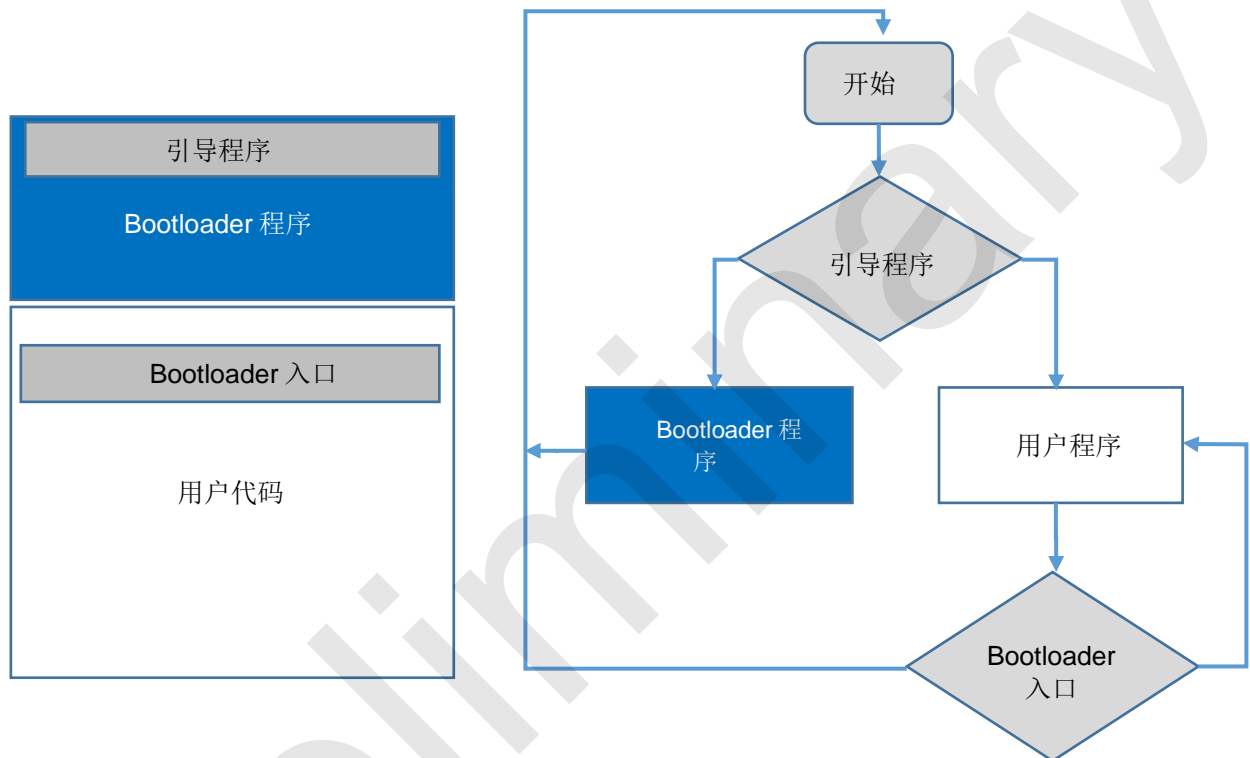 引导程序
Bootloader 程序
Bootloader 入口
用户代码
开始
引导程序
Bootloader 程
序
用户程序
Bootloader
入口
eliminary